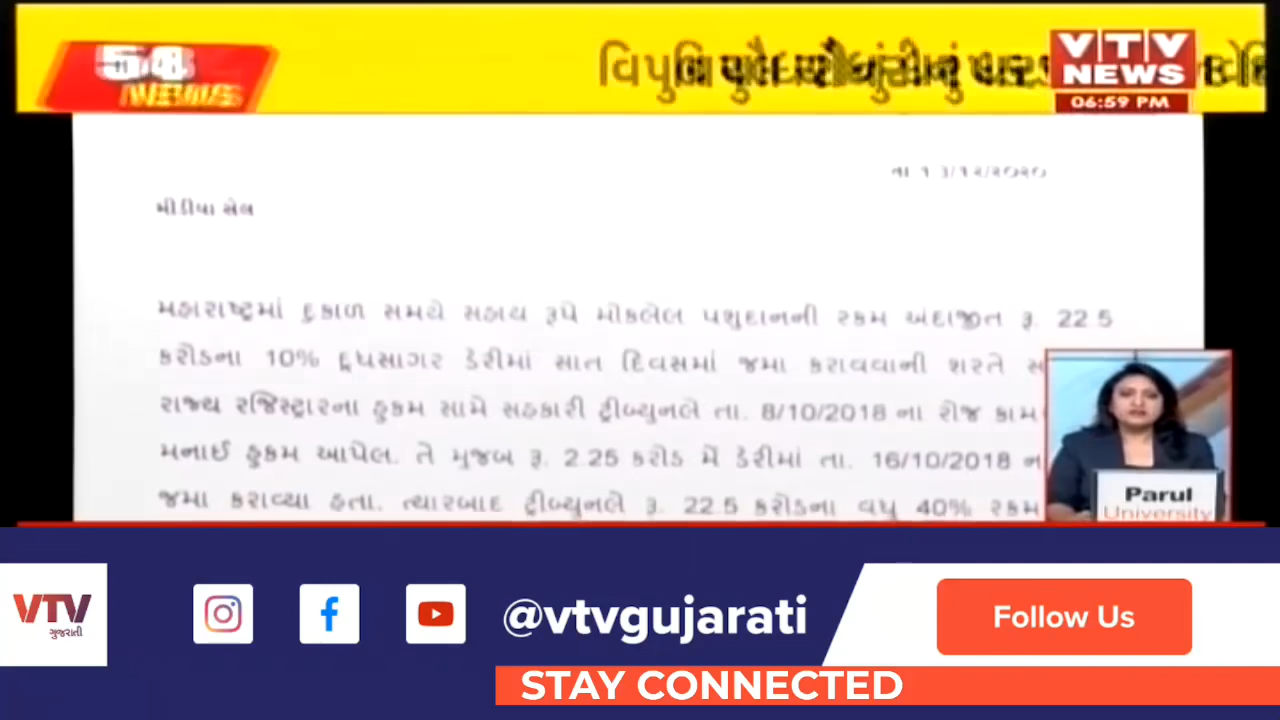 NEWS
VTV
NEWS
06:59 PM
તા ૧૩/૧૨/૨૦૨૦
મીડીયા સેલ
મહારાષ્ટ્રમાં દુકાળ સમયે સહાય રૂપે મોકલેલ પશુદાનની રકમ અંદાજીત રૂ. 22.5
કરોડના 10% દૂધસાગર ડેરીમાં સાત દિવસમાં જમા કરાવવાની શરતે
રાજ્ય રજિસ્ટ્રારના હુકમ સામે સહકારી ટ્રીબ્યુનલે તા. 8/10/2018 ના રોજ કામ
મનાઈ હુકમ આપેલ. તે મુજબ રૂ. 2.25 કરોડ મેં ડેરીમાં તા. 16/10/2018
જમા કરાવ્યા હતા. ત્યારબાદ ટ્રીબ્યુનલે રૂ. 22.5 કરોડના વધુ 40% રકમ
Parul
University
VTV
ગુજરાતી
@vtvgujarati
Follow Us
STAY CONNECTED